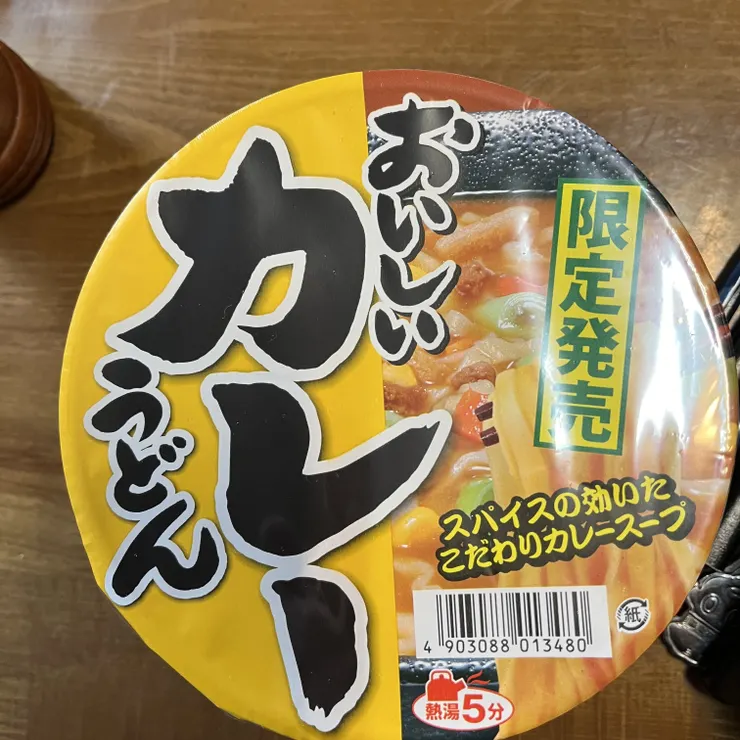 おいしい
カレー
うどん
限定発売
スパイスの効いた
こだわりカレースープ
4 903088 013480
紙
熱湯5分